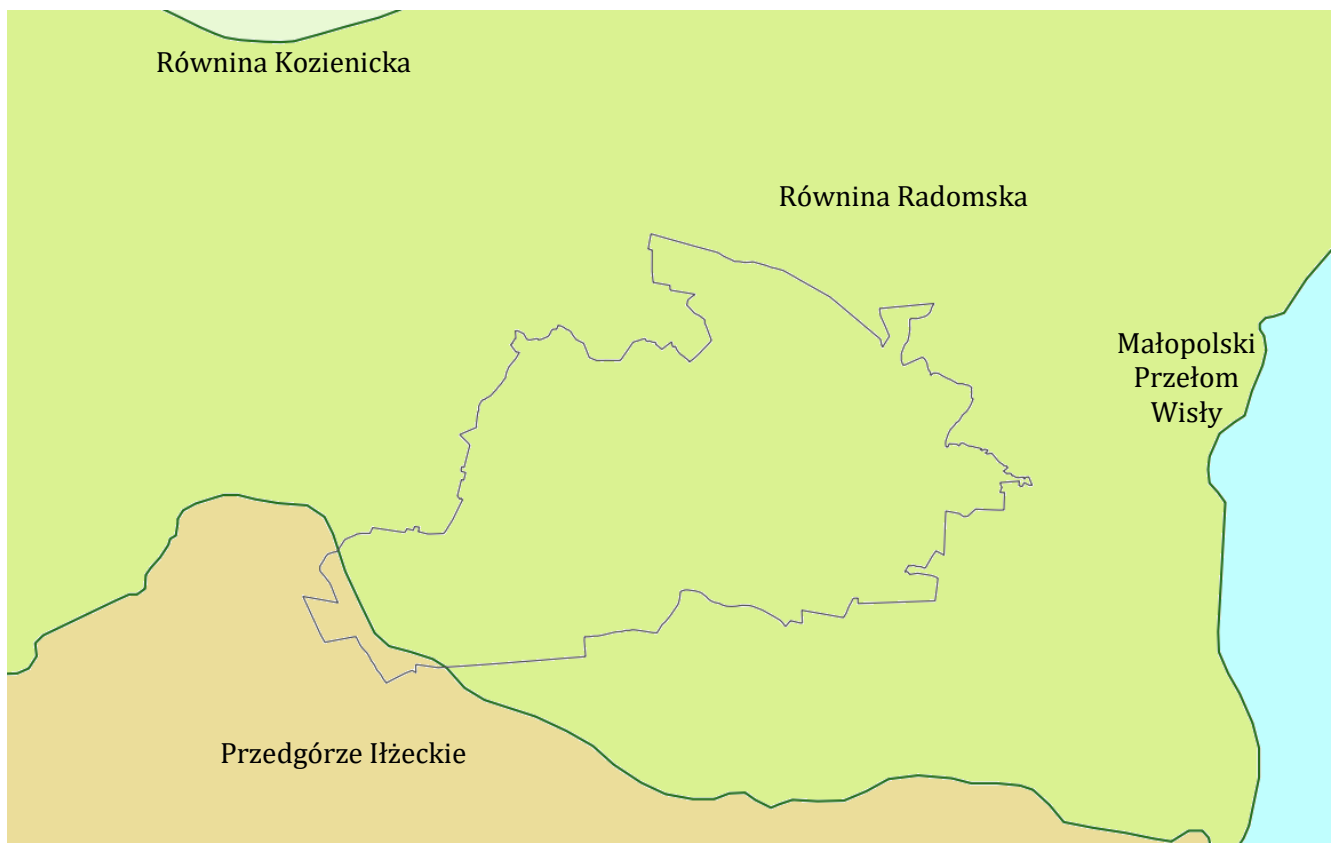 Równina Kozienicka
Równina Radomska
Małopolski
Przełom
Wisły
Przedgórze Iłżeckie